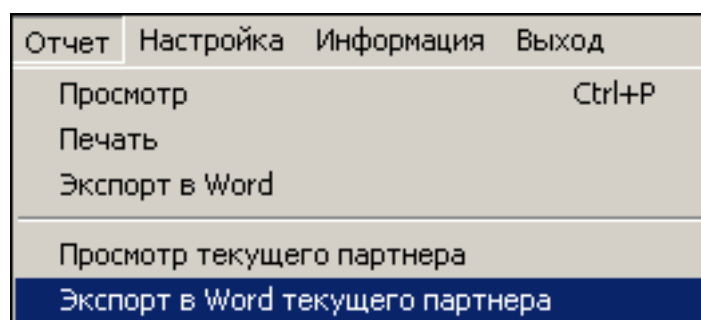 Отчет Настройка Информация Выход
Просмотр Ctrl+P
Печать
Экспорт в Word
Просмотр текущего партнера
Экспорт в Word текущего партнера